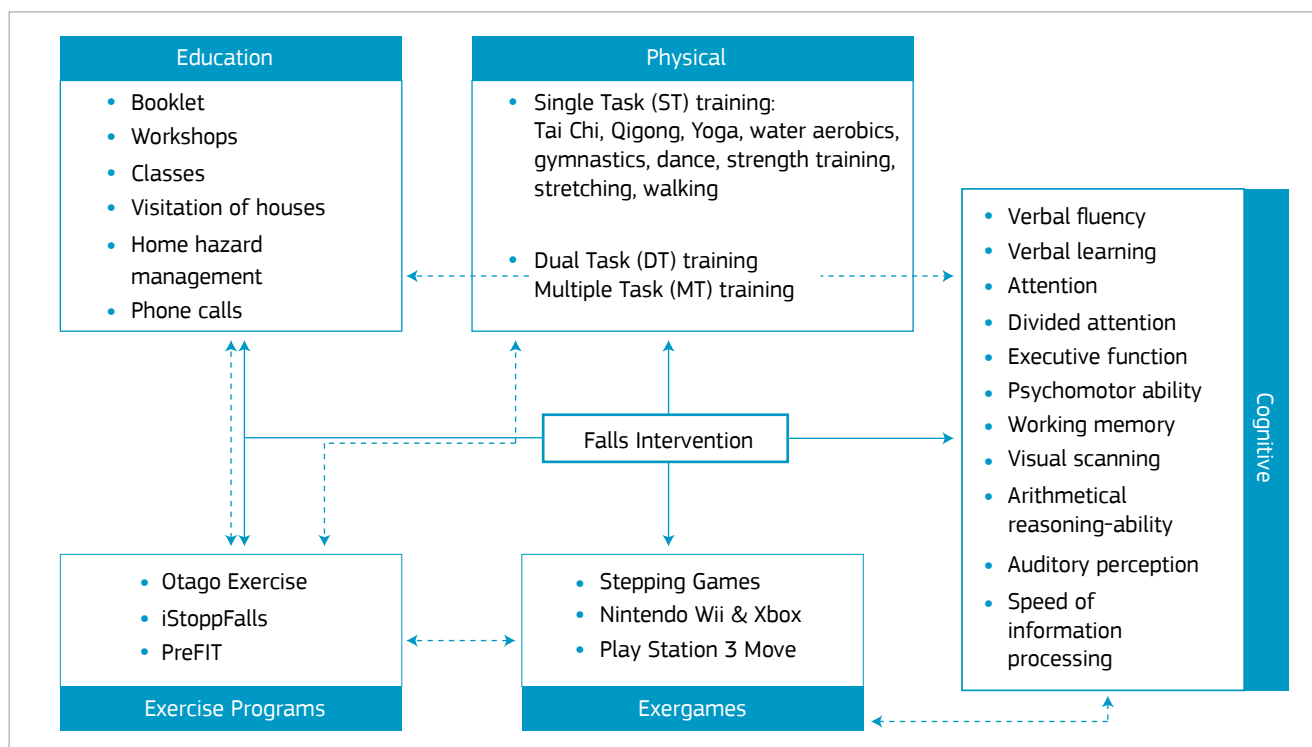 Education
Booklet
Workshops
Classes
Visitation of houses
Home hazard
management
Phone calls
Physical
Single Task (ST) training:
Tai Chi, Qigong, Yoga, water aerobics,
gymnastics, dance, strength training,
stretching, walking
Dual Task (DT) training
Multiple Task (MT) training
Verbal fluency
Verbal learning
Attention
Divided attention
Executive function
Psychomotor ability
Working memory
Visual scanning
Arithmetical
reasoning-ability
Auditory perception
Speed of
information
processing
Cognitive
Falls Intervention
Otago Exercise
iStoppFalls
PreFIT
Exercise Programs
Stepping Games
Nintendo Wii & Xbox
Play Station 3 Move
Exergames